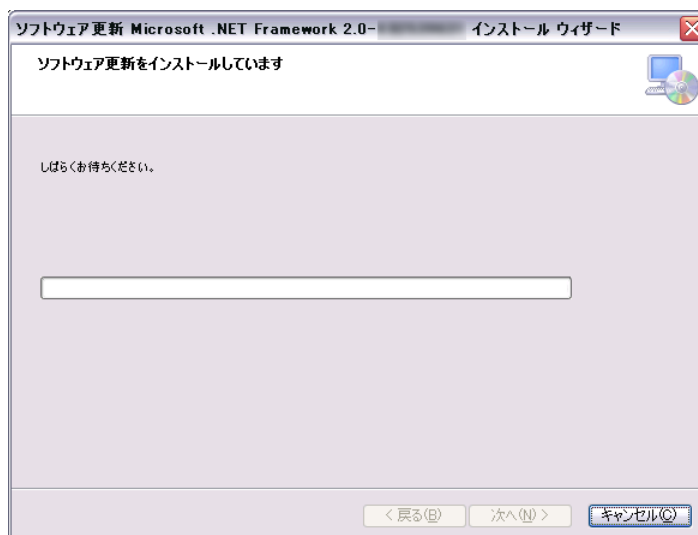 ソフトウェア更新 Microsoft .NET Framework 2.0- インストール ウィザード
ソフトウェア更新をインストールしています
しばらくお待ちください。
< 戻る(B)
次へ(N) >
キャンセル(C)